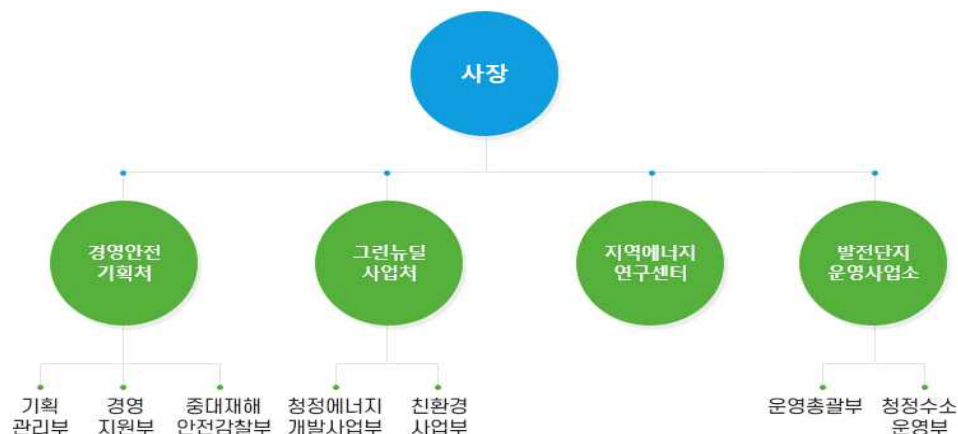 사장
경영안전
기획처
그린뉴딜
사업처
지역에너지
연구센터
발전단지
운영사업소
기획
관리부
경영
지원부
중대재해
안전감찰부
청정에너지
개발사업부
친환경
사업부
운영총괄부
청정수소
운영부